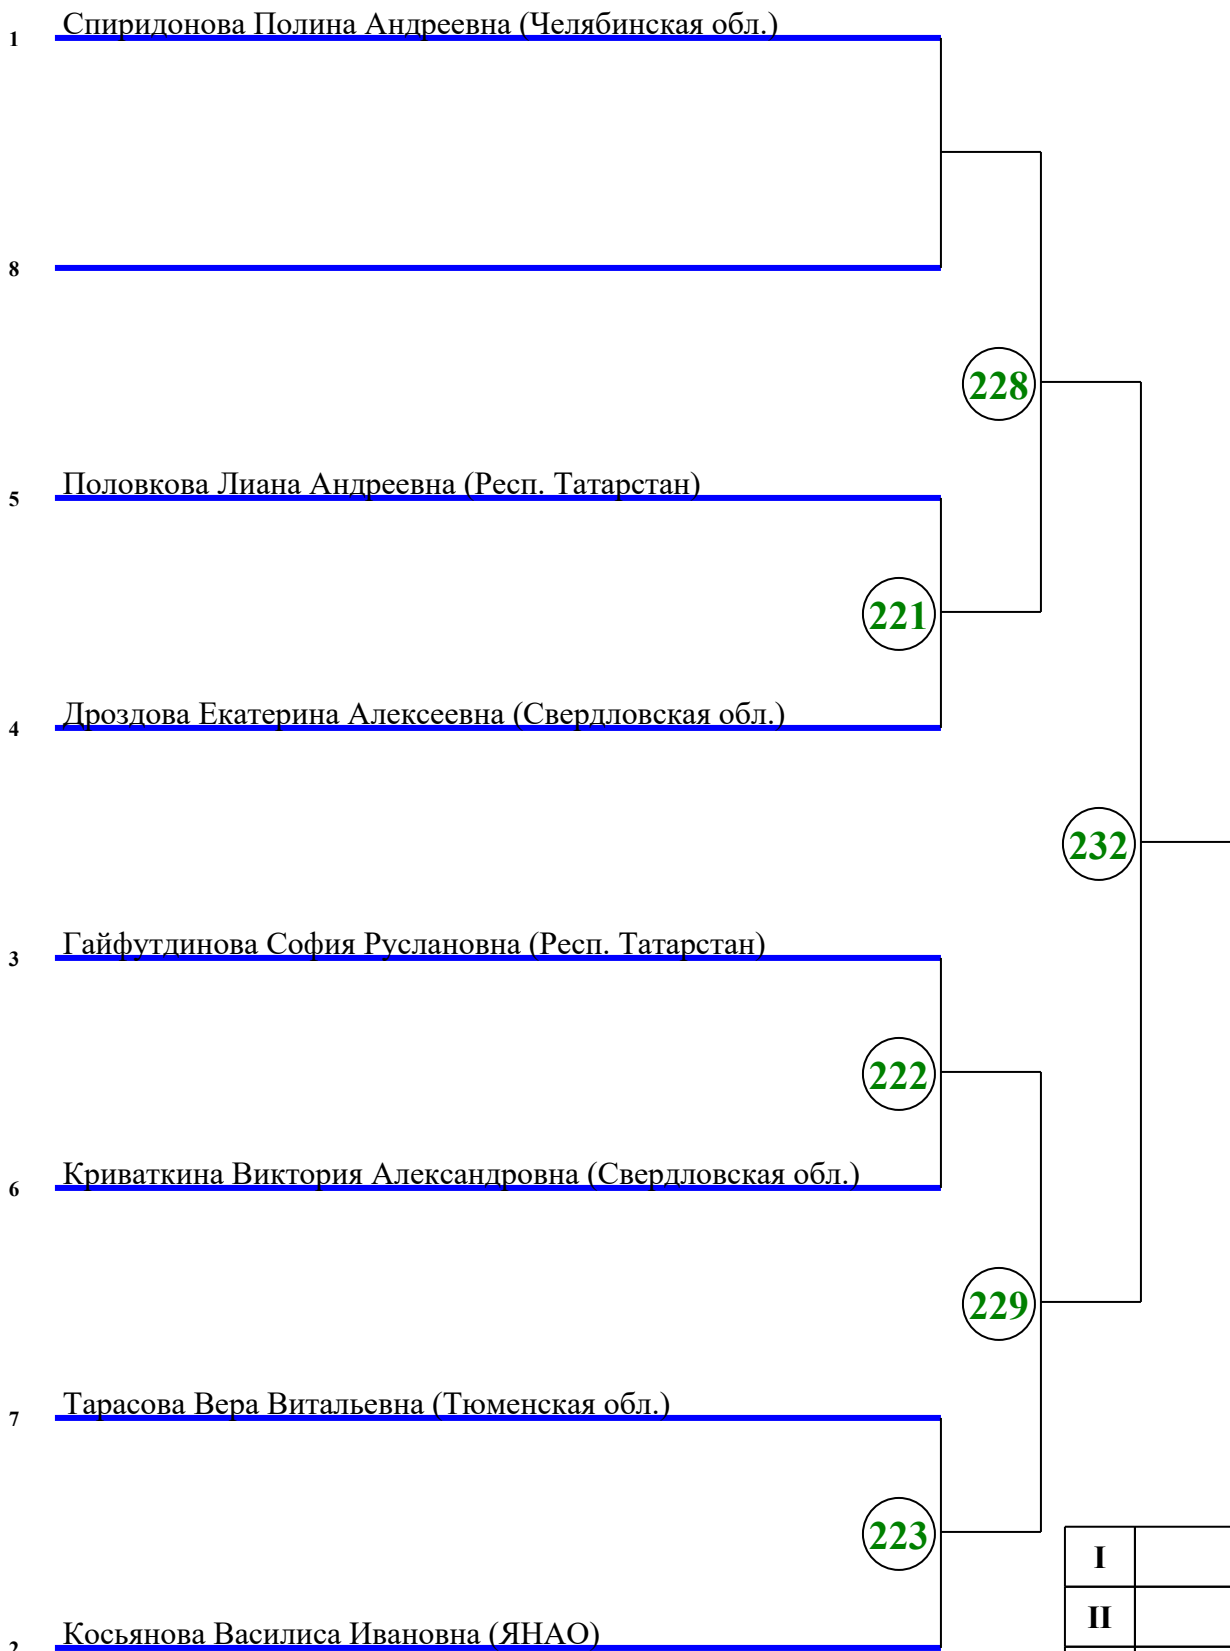 Спиридонова Полина Андреевна (Челябинская обл.)
1
8
228
Половкова Лиана Андреевна (Респ. Татарстан)
5
221
Дроздова Екатерина Алексеевна (Свердловская обл.)
4
232
Гайфутдинова София Руслановна (Респ. Татарстан)
3
222
Криваткина Виктория Александровна (Свердловская обл.)
6
229
Тарасова Вера Витальевна (Тюменская обл.)
7
223
I
II
Косьянова Василиса Ивановна (ЯНАО)
2